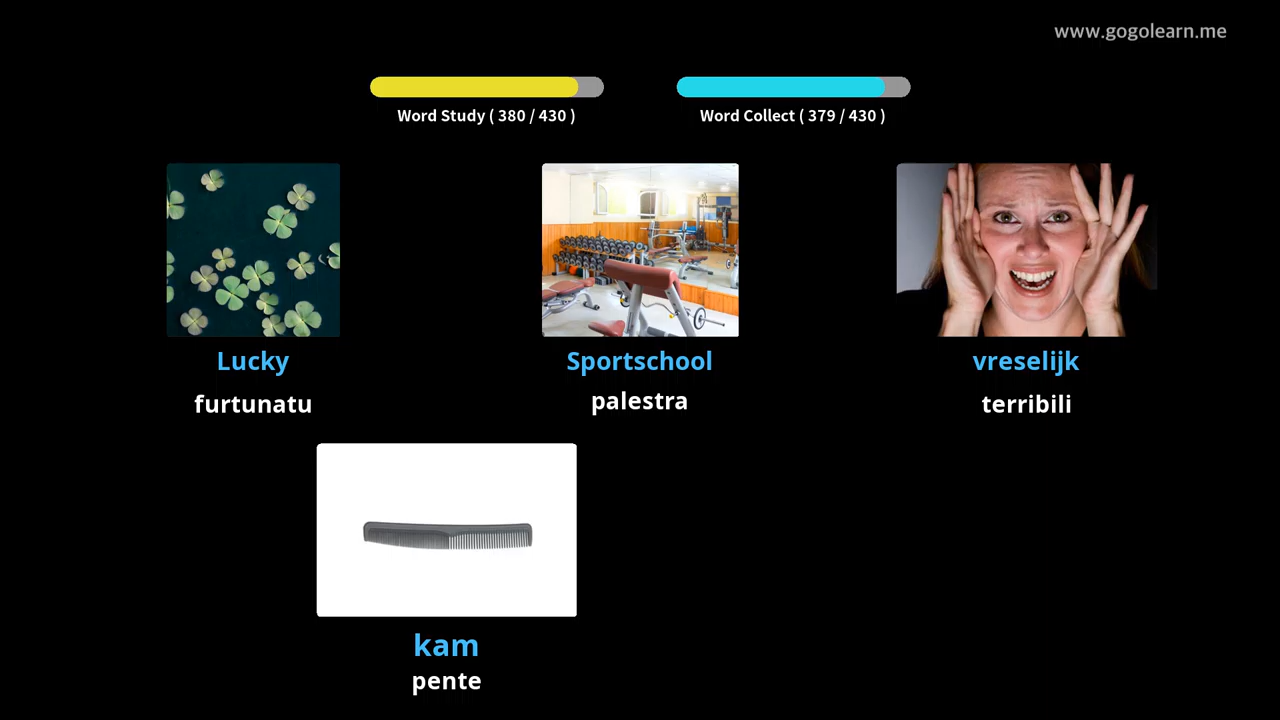 www.gogolearn.me
Word Study ( 380 / 430 )
Word Collect ( 379 / 430 )
Lucky
furtunatu
Sportschool
palestra
vreselijk
terribili
kam
pente